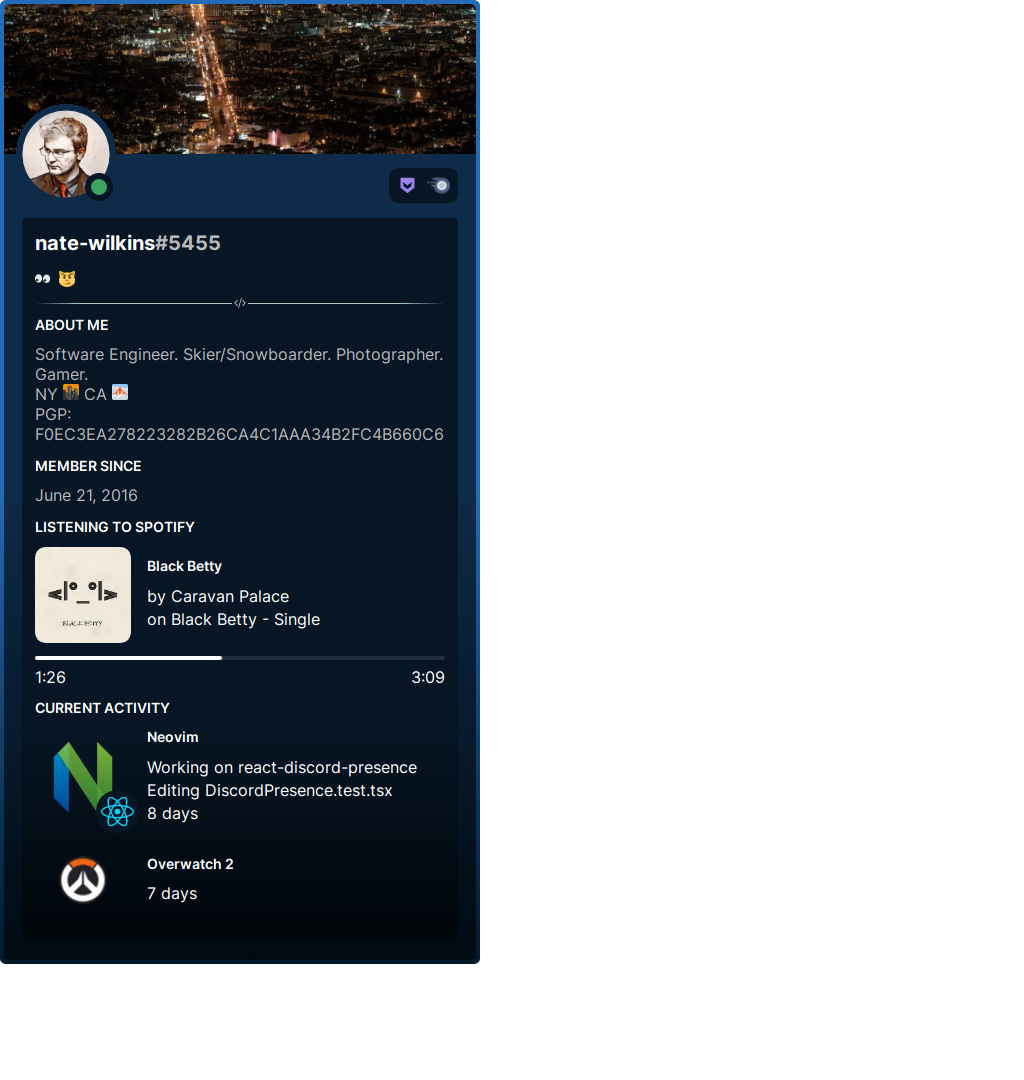 nate-wilkins#5455
👀 😼
</>
ABOUT ME
Software Engineer. Skier/Snowboarder. Photographer.
Gamer.
NY 🌇 CA 🌁
PGP:
F0EC3EA278223282B26CA4C1AAA34B2FC4B660C6
MEMBER SINCE
June 21, 2016
LISTENING TO SPOTIFY
<|° _ °|>
BLACK BETTY
Black Betty
by Caravan Palace
on Black Betty - Single
1:26 3:09
CURRENT ACTIVITY
Neovim
Working on react-discord-presence
Editing DiscordPresence.test.tsx
8 days
Overwatch 2
7 days